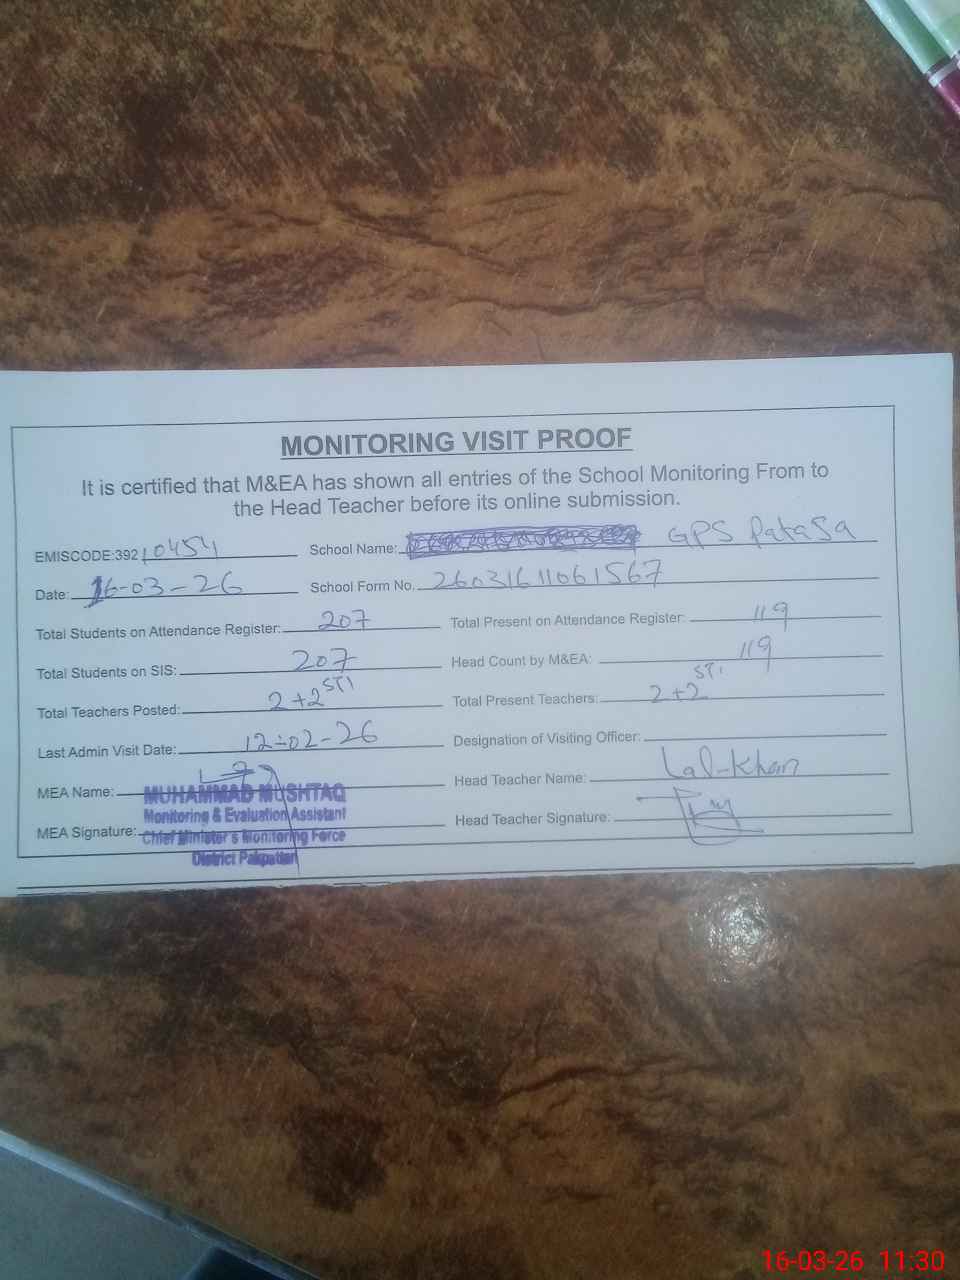 MONITORING VISIT PROOF
It is certified that M&EA has shown all entries of the School Monitoring From to
the Head Teacher before its online submission.
EMISCODE:392 10454 School Name: GPS Patasa
Date: 16-03-26 School Form No. 26031611061567
Total Students on Attendance Register: 207 Total Present on Attendance Register: 119
Total Students on SIS: 207 Head Count by M&EA: 119
Total Teachers Posted: 2+2 STI Total Present Teachers: 2+2 STI
Last Admin Visit Date: 12-02-26 Designation of Visiting Officer:
MEA Name: MUHAMMAD MUSHTAQ Head Teacher Name: Lal-Khan
Monitoring & Evaluation Assistant
MEA Signature: Chief Minister's Monitoring Force Head Teacher Signature:
District Pakpattan
16-03-26 11:30